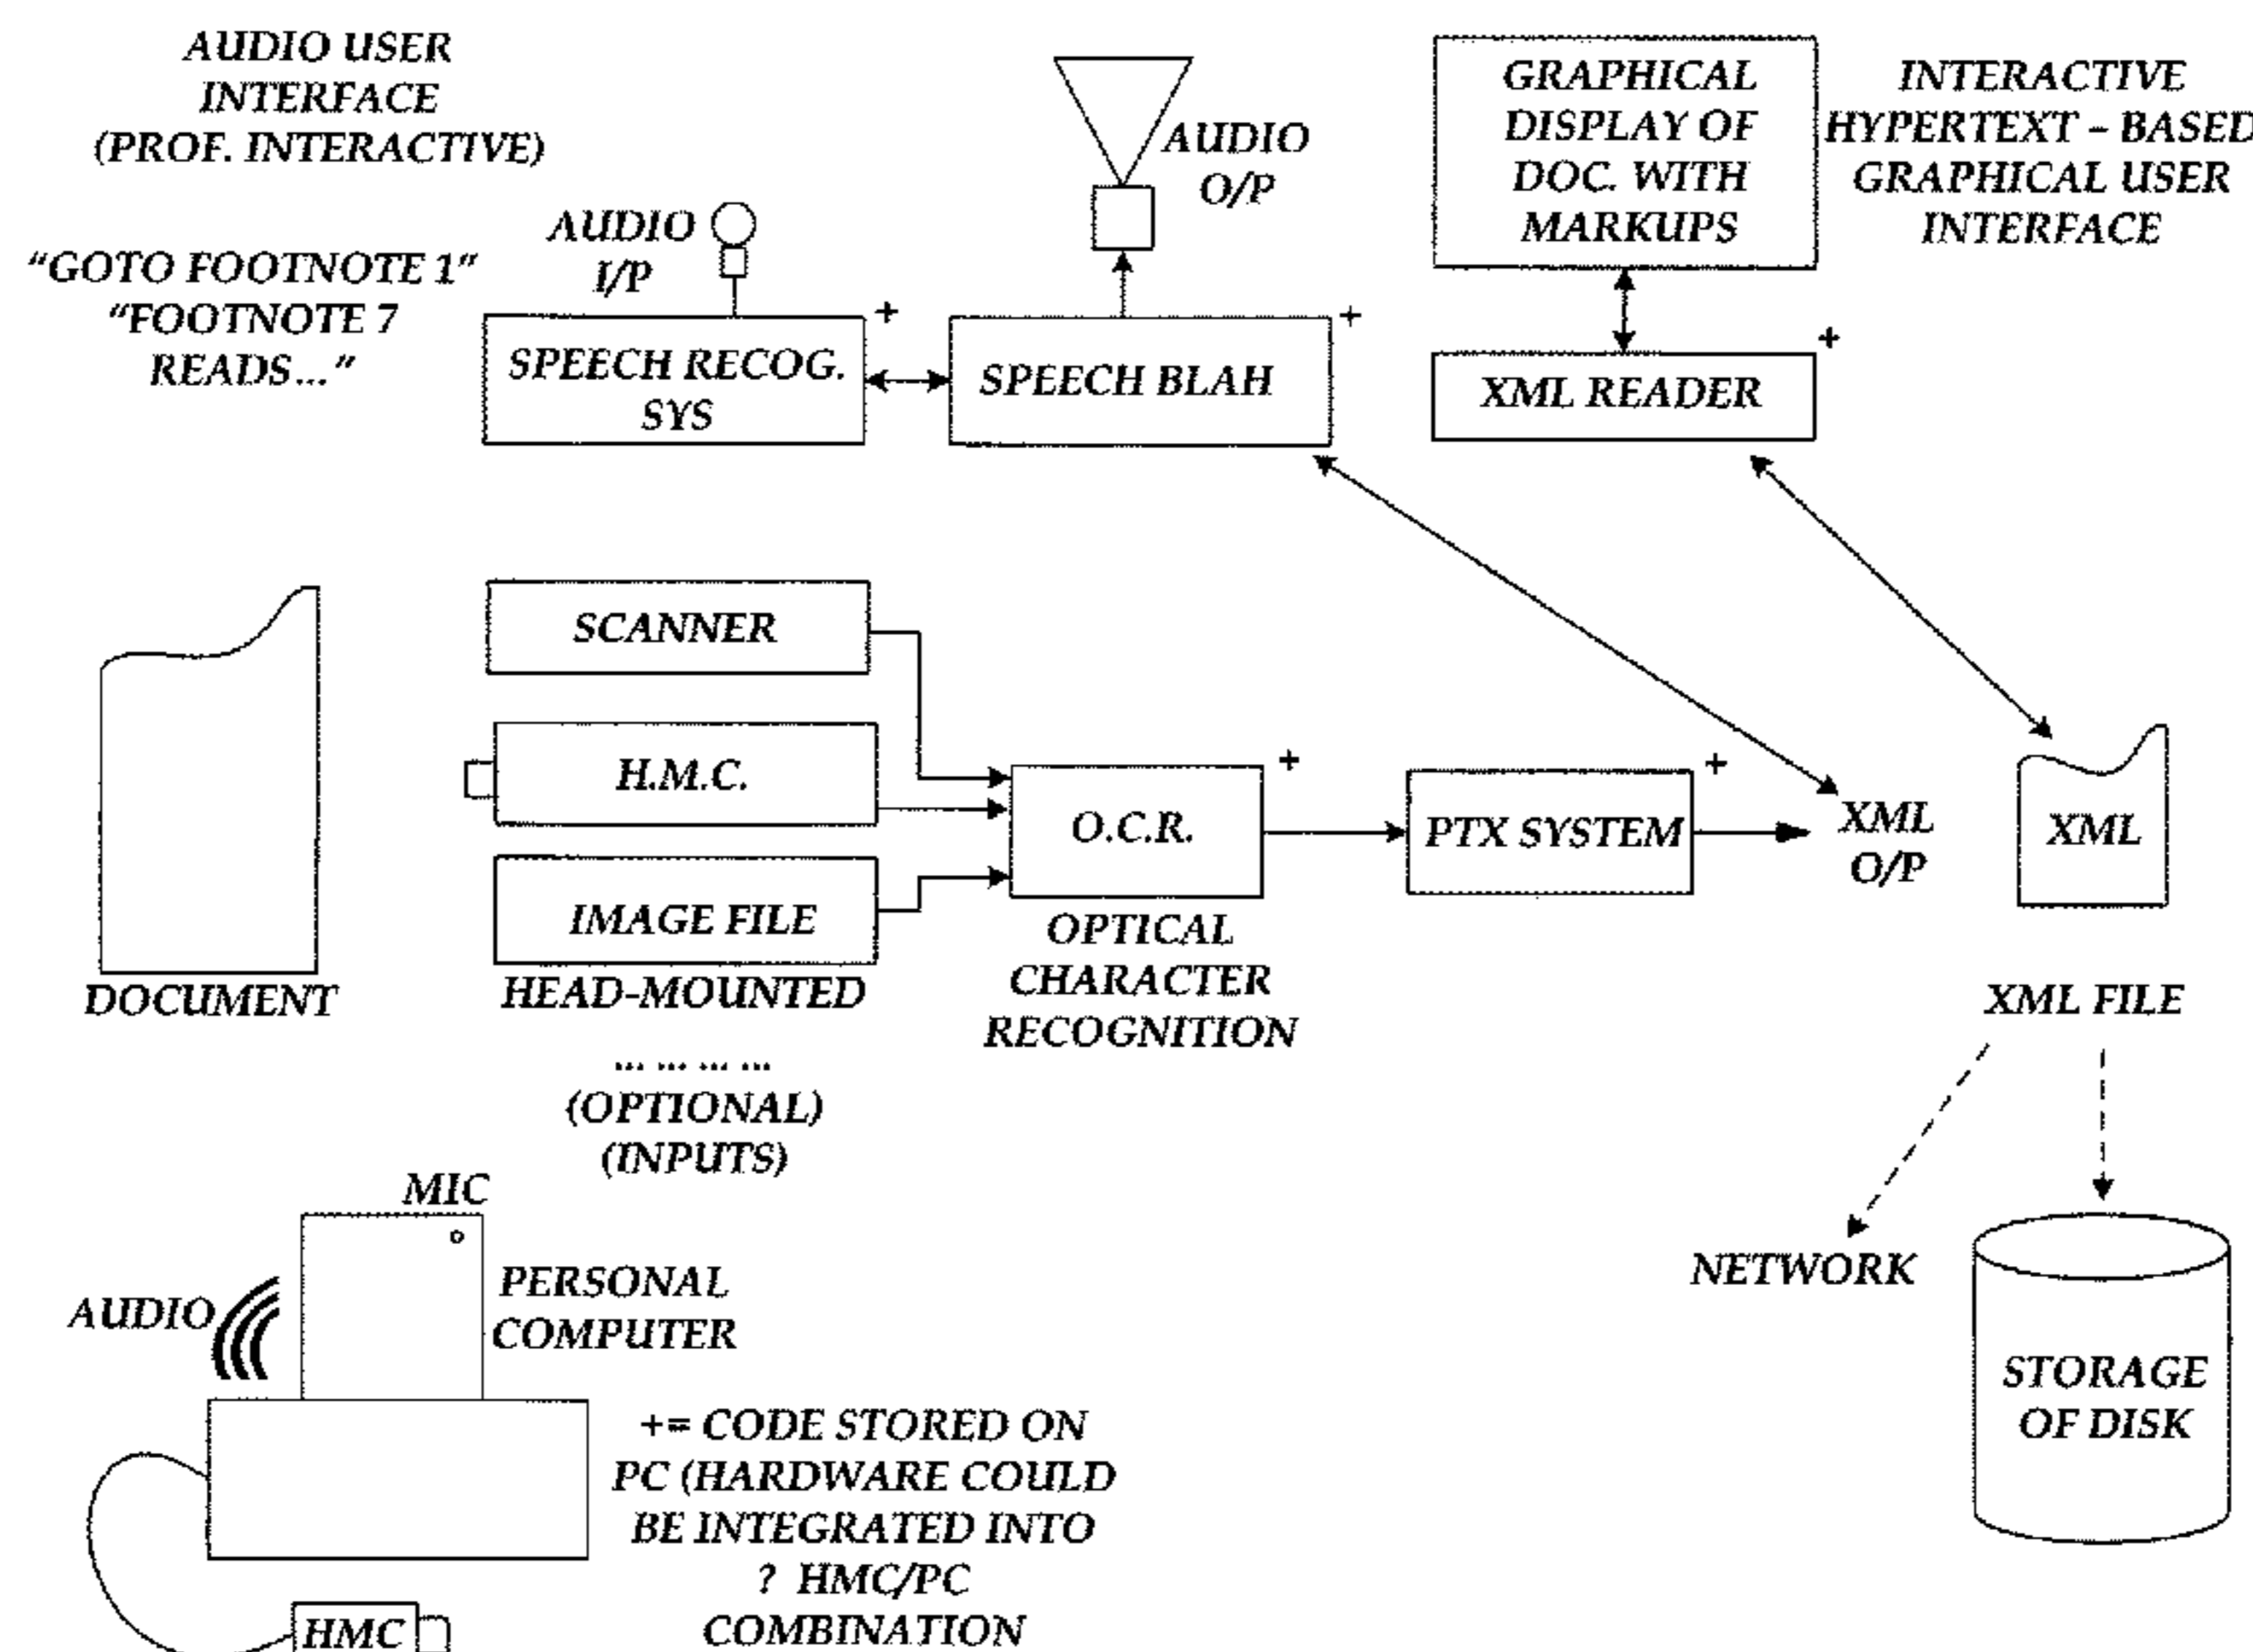 AUDIO USER
INTERFACE
(PROF. INTERACTIVE)
"GOTO FOOTNOTE 1"
"FOOTNOTE 7
READS..."
AUDIO
I/P
SPEECH RECOG.
SYS
+
AUDIO
O/P
SPEECH BLAH
+
GRAPHICAL
DISPLAY OF
DOC. WITH
MARKUPS
INTERACTIVE
HYPERTEXT – BASED
GRAPHICAL USER
INTERFACE
XML READER
+
DOCUMENT
SCANNER
H.M.C.
IMAGE FILE
HEAD-MOUNTED
... ... ... ...
(OPTIONAL)
(INPUTS)
O.C.R.
+
OPTICAL
CHARACTER
RECOGNITION
PTX SYSTEM
+
XML
O/P
XML
XML FILE
NETWORK
STORAGE
OF DISK
MIC
AUDIO
PERSONAL
COMPUTER
HMC
+= CODE STORED ON
PC (HARDWARE COULD
BE INTEGRATED INTO
? HMC/PC
COMBINATION